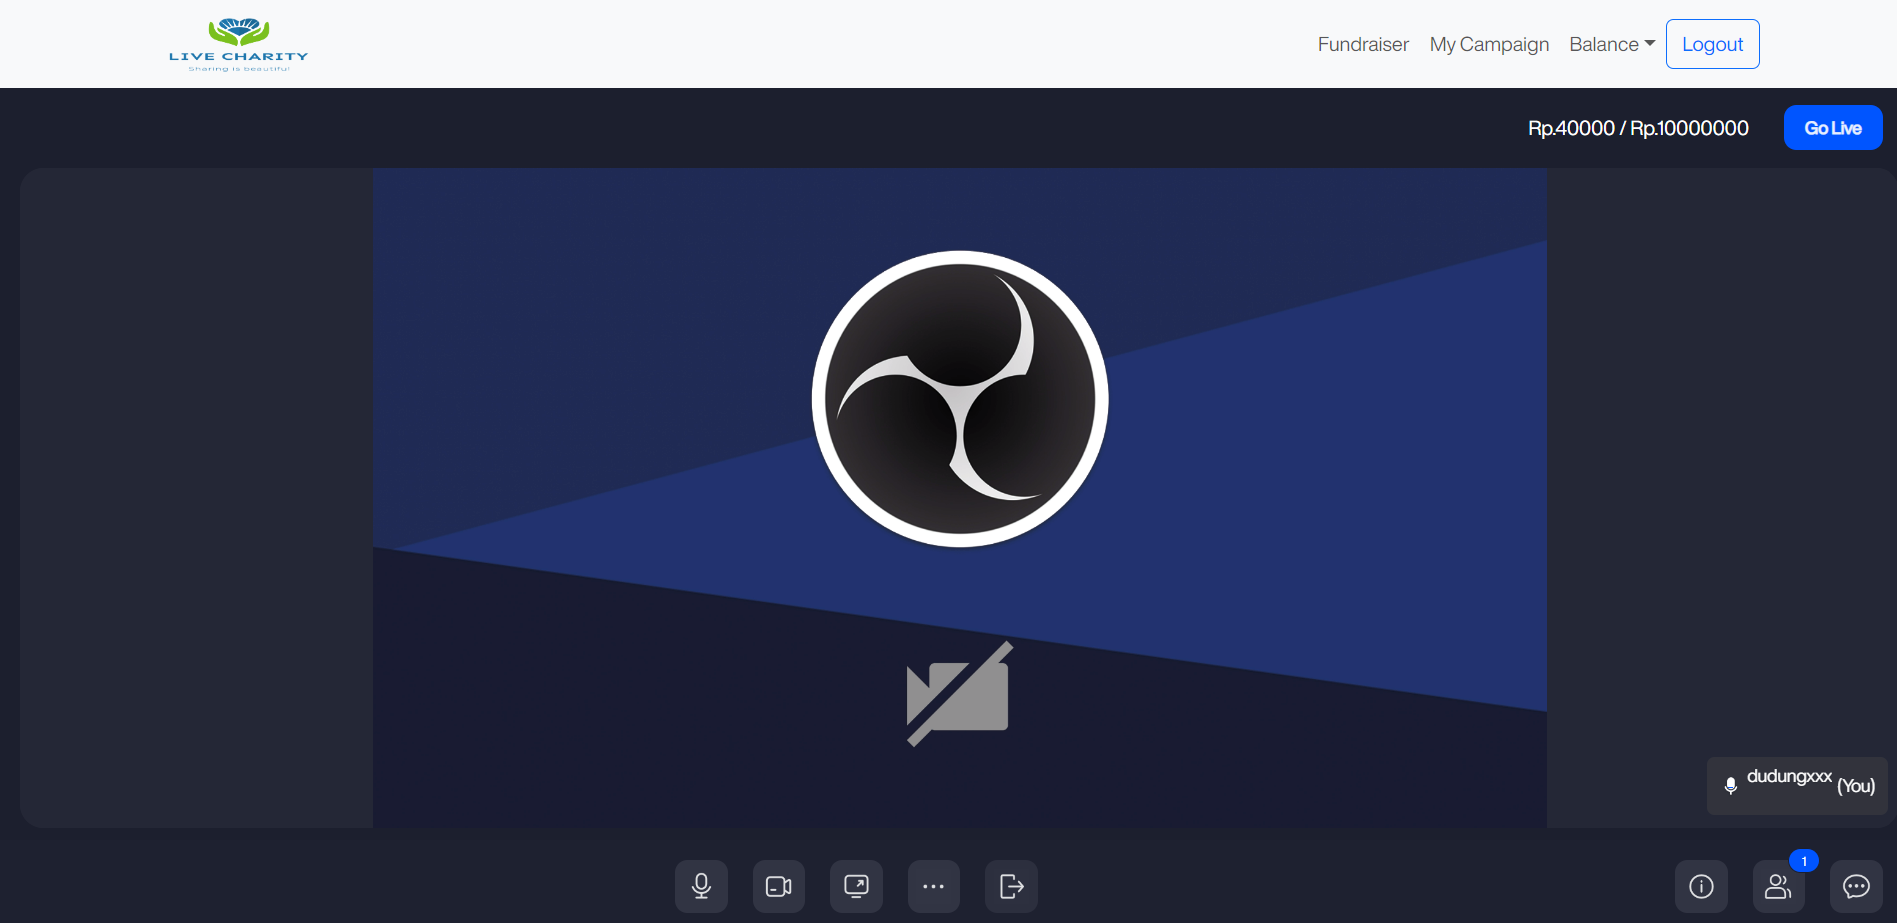 LIVE CHARITY
Sharing is beautiful
Fundraiser My Campaign Balance Logout
Rp.40000 / Rp.10000000 Go Live
dudungxxx (You)
1